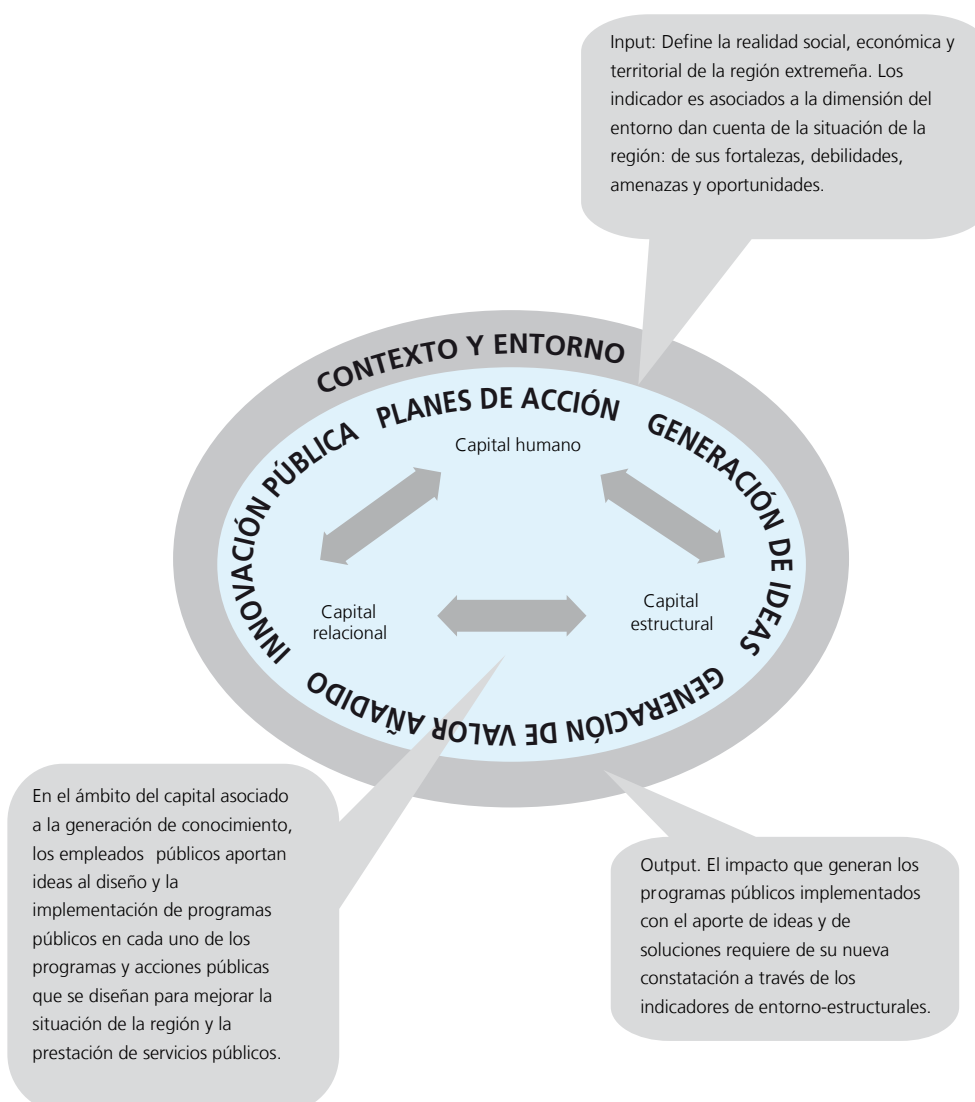 Input: Define la realidad social, económica y
territorial de la región extremeña. Los
indicador es asociados a la dimensión del
entorno dan cuenta de la situación de la
región: de sus fortalezas, debilidades,
amenazas y oportunidades.
CONTEXTO Y ENTORNO
PLANES DE ACCIÓN
GENERACIÓN DE IDEAS
GENERACIÓN DE VALOR AÑADIDO
INNOVACIÓN PÚBLICA
Capital humano
Capital
relacional
Capital
estructural
En el ámbito del capital asociado
a la generación de conocimiento,
los empleados públicos aportan
ideas al diseño y la
implementación de programas
públicos en cada uno de los
programas y acciones públicas
que se diseñan para mejorar la
situación de la región y la
prestación de servicios públicos.
Output. El impacto que generan los
programas públicos implementados
con el aporte de ideas y de
soluciones requiere de su nueva
constatación a través de los
indicadores de entorno-estructurales.